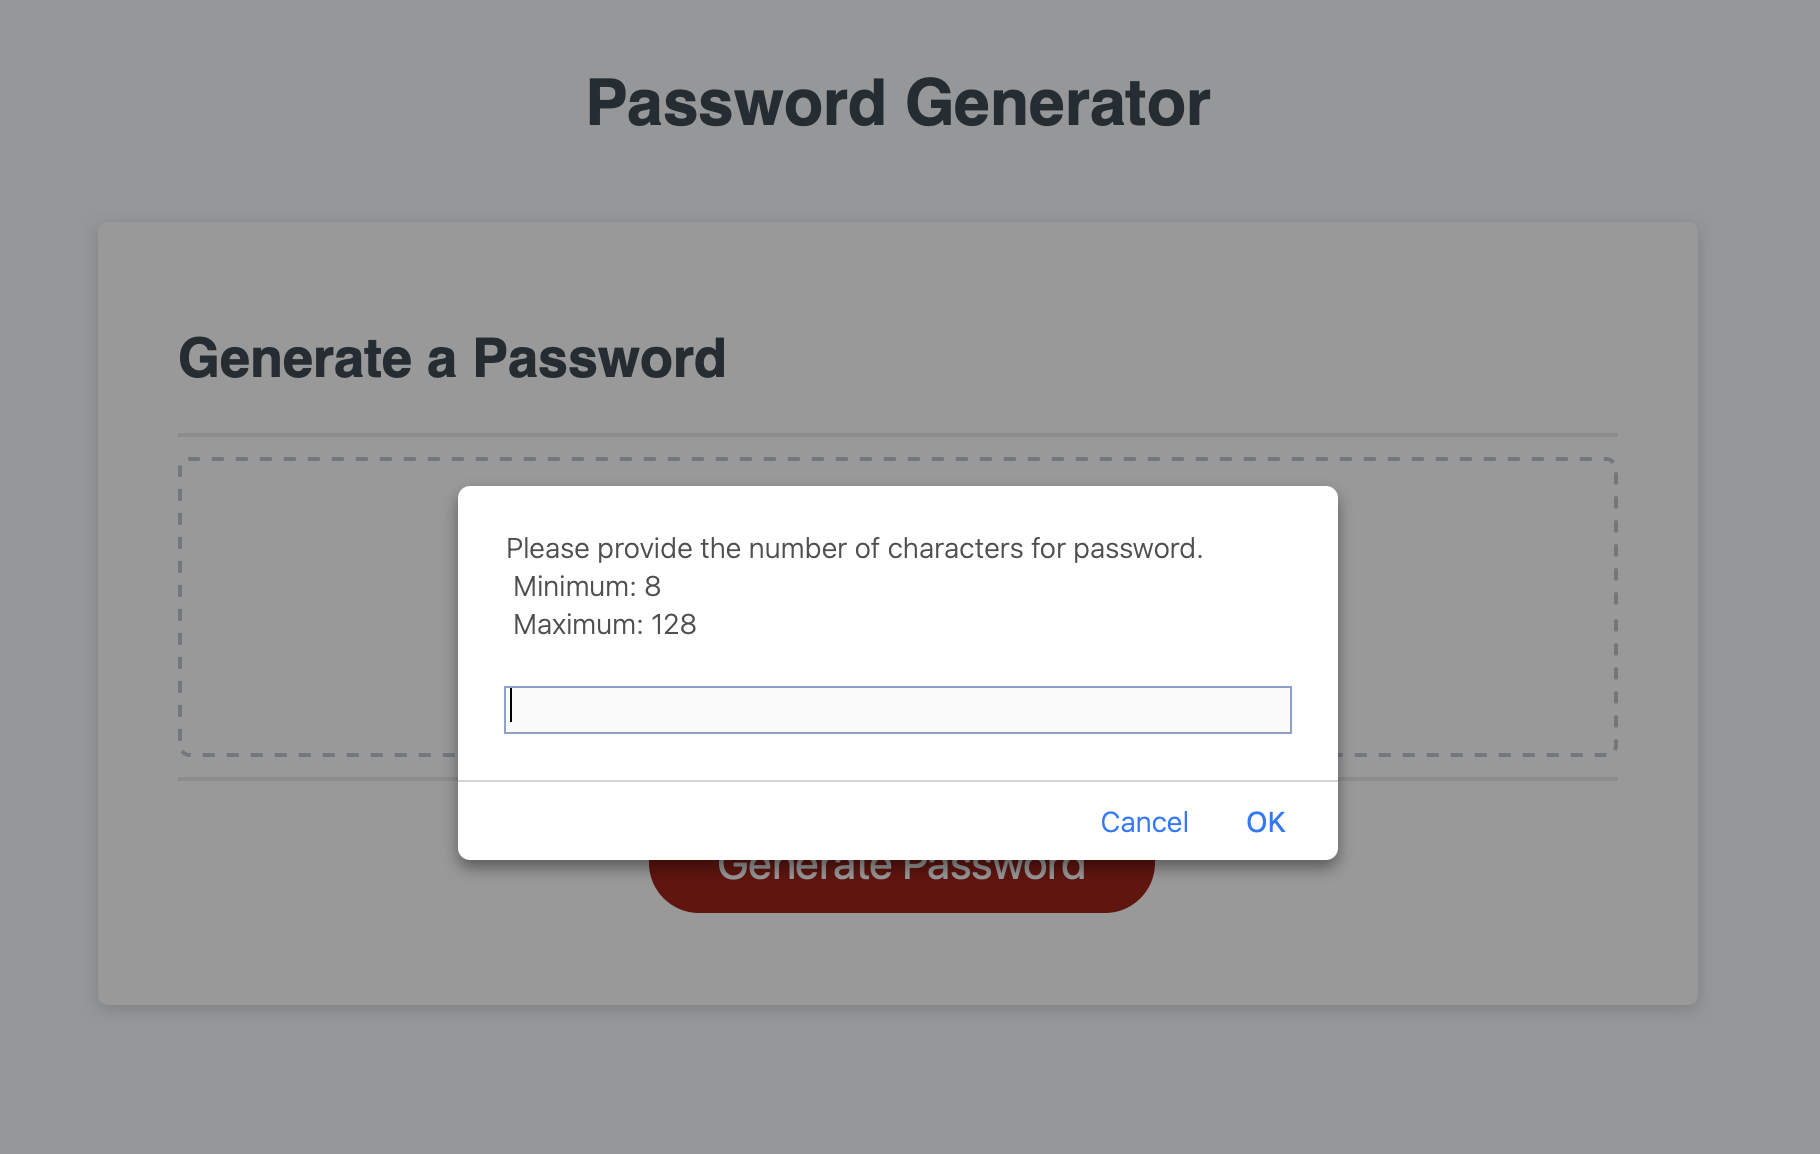 Password Generator
Generate a Password
Please provide the number of characters for password.
Minimum: 8
Maximum: 128
Cancel OK
Generate Password